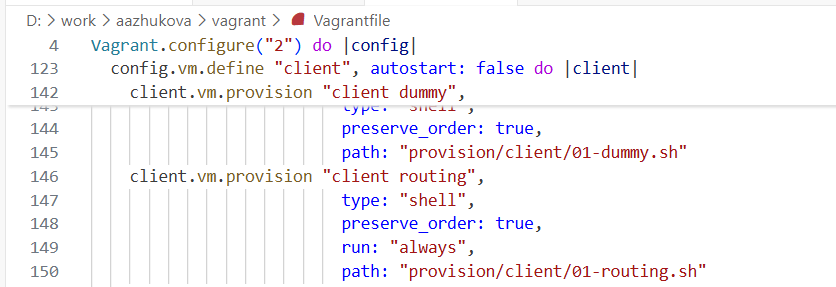 D: > work > aazhukova > vagrant > Vagrantfile
4 Vagrant.configure("2") do |config|
123 config.vm.define "client", autostart: false do |client|
142 client.vm.provision "client dummy",
143 type: "shell",
144 preserve_order: true,
145 path: "provision/client/01-dummy.sh"
146 client.vm.provision "client routing",
147 type: "shell",
148 preserve_order: true,
149 run: "always",
150 path: "provision/client/01-routing.sh"